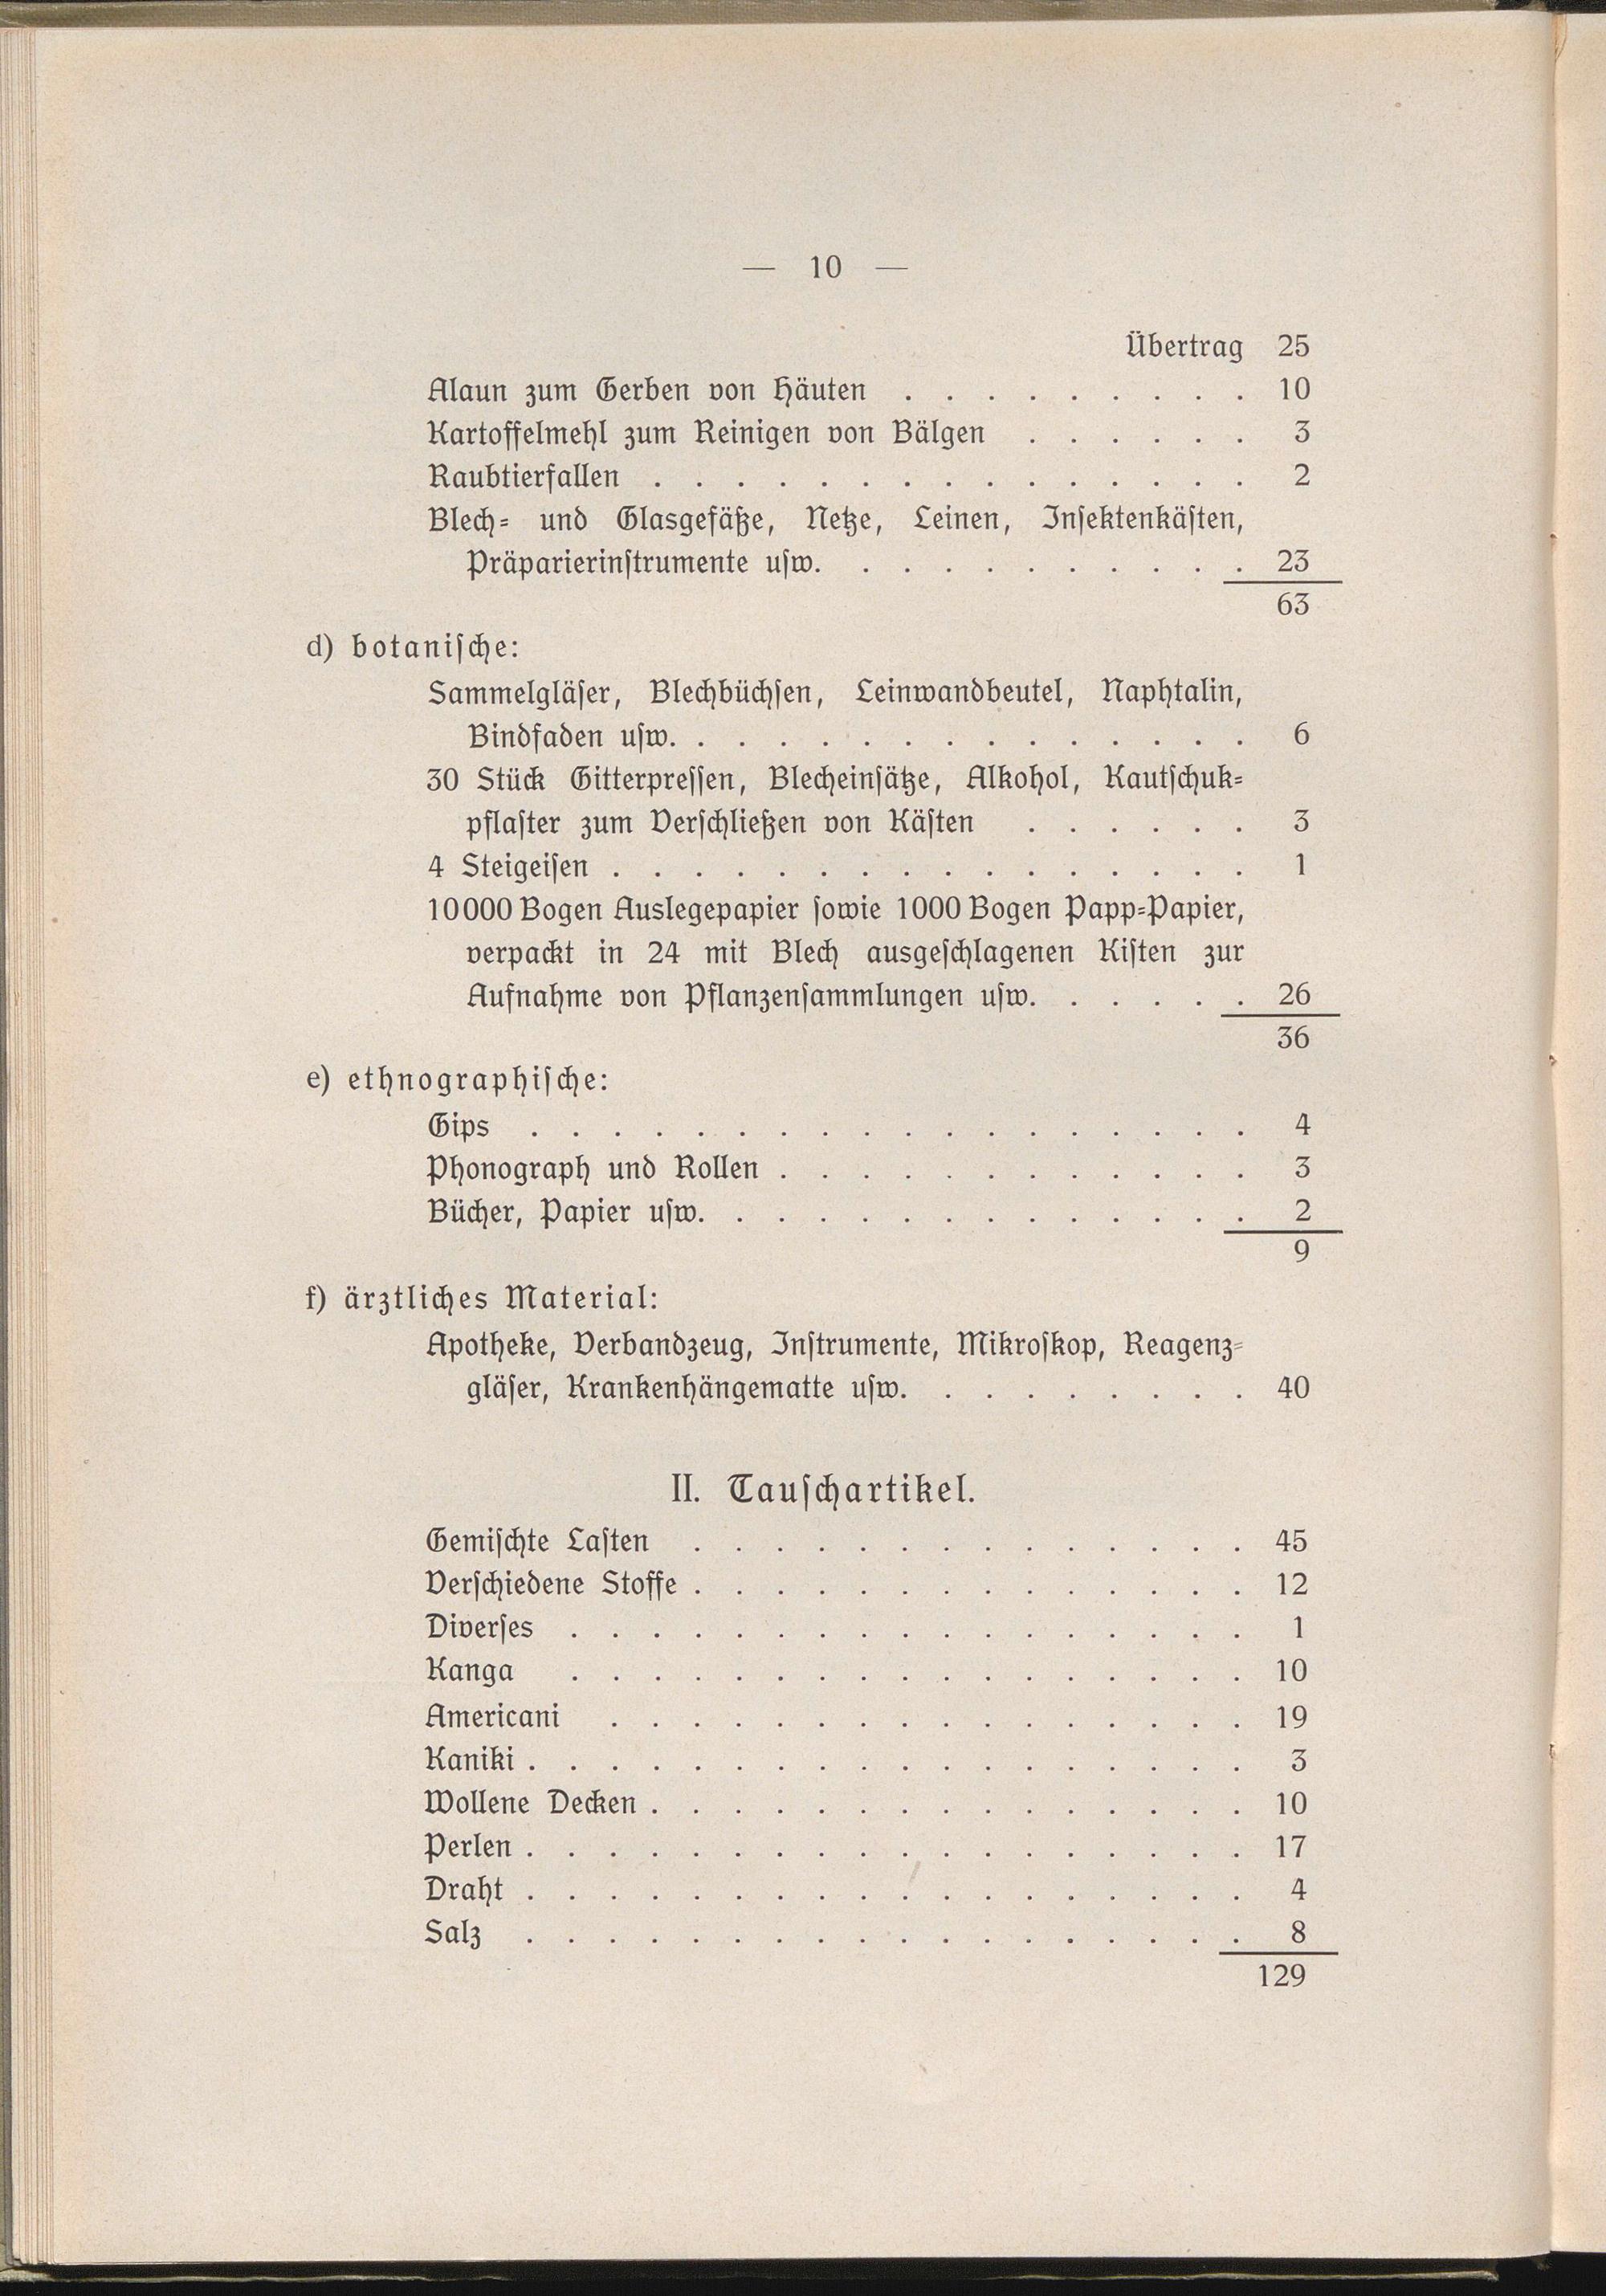 — 10 —
Übertrag 25
Alaun zum Gerben von Häuten . . . . . . . . . 10
Kartoffelmehl zum Reinigen von Bälgen . . . . . . 3
Raubtierfallen . . . . . . . . . . . . . . . 2
Blech- und Glasgefäße, Netze, Leinen, Insektenkästen,
Präparierinstrumente usw. . . . . . . . . . . 23
63
d) botanische:
Sammelgläser, Blechbüchsen, Leinwandbeutel, Naphtalin,
Bindfaden usw. . . . . . . . . . . . . . . 6
30 Stück Gitterpressen, Blecheinsätze, Alkohol, Kautschuk-
pflaster zum Verschließen von Kästen . . . . . . 3
4 Steigeisen . . . . . . . . . . . . . . . . 1
10000 Bogen Auslegepapier sowie 1000 Bogen Papp-Papier,
verpackt in 24 mit Blech ausgeschlagenen Kisten zur
Aufnahme von Pflanzensammlungen usw. . . . . . 26
36
e) ethnographische:
Gips . . . . . . . . . . . . . . . . . . 4
Phonograph und Rollen . . . . . . . . . . . . 3
Bücher, Papier usw. . . . . . . . . . . . . . 2
9
f) ärztliches Material:
Apotheke, Verbandzeug, Instrumente, Mikroskop, Reagenz-
gläser, Krankenhängematte usw. . . . . . . . . 40
II. Tauschartikel.
Gemischte Lasten . . . . . . . . . . . . . . 45
Verschiedene Stoffe . . . . . . . . . . . . . . 12
Diverses . . . . . . . . . . . . . . . . . 1
Kanga . . . . . . . . . . . . . . . . . 10
Americani . . . . . . . . . . . . . . . . 19
Kaniki . . . . . . . . . . . . . . . . . . 3
Wollene Decken . . . . . . . . . . . . . . . 10
Perlen . . . . . . . . . . . . . . . . . . 17
Draht . . . . . . . . . . . . . . . . . . 4
Salz . . . . . . . . . . . . . . . . . . 8
129